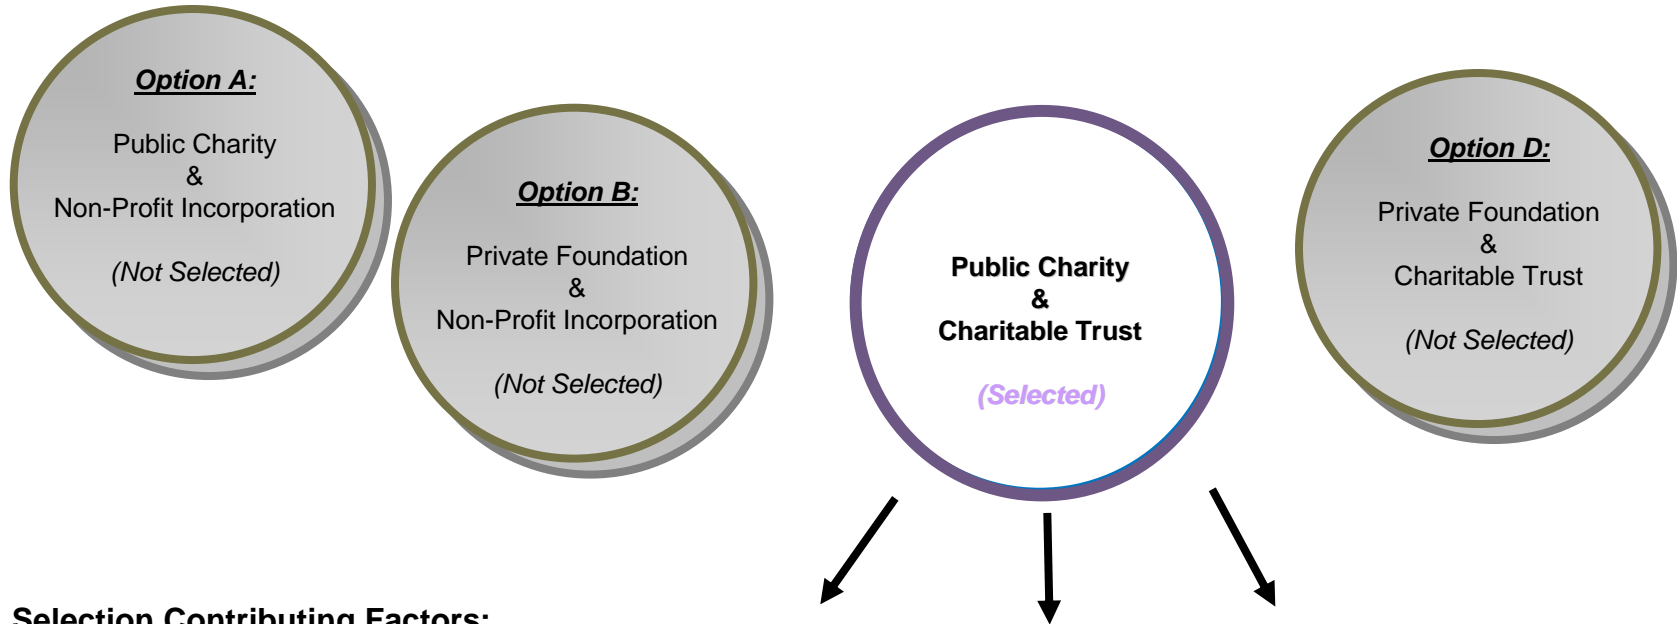 Option A:
Public Charity
&
Non-Profit Incorporation
(Not Selected)
Option B:
Private Foundation
&
Non-Profit Incorporation
(Not Selected)
Public Charity
&
Charitable Trust
(Selected)
Option D:
Private Foundation
&
Charitable Trust
(Not Selected)
Selection Contributing Factors: